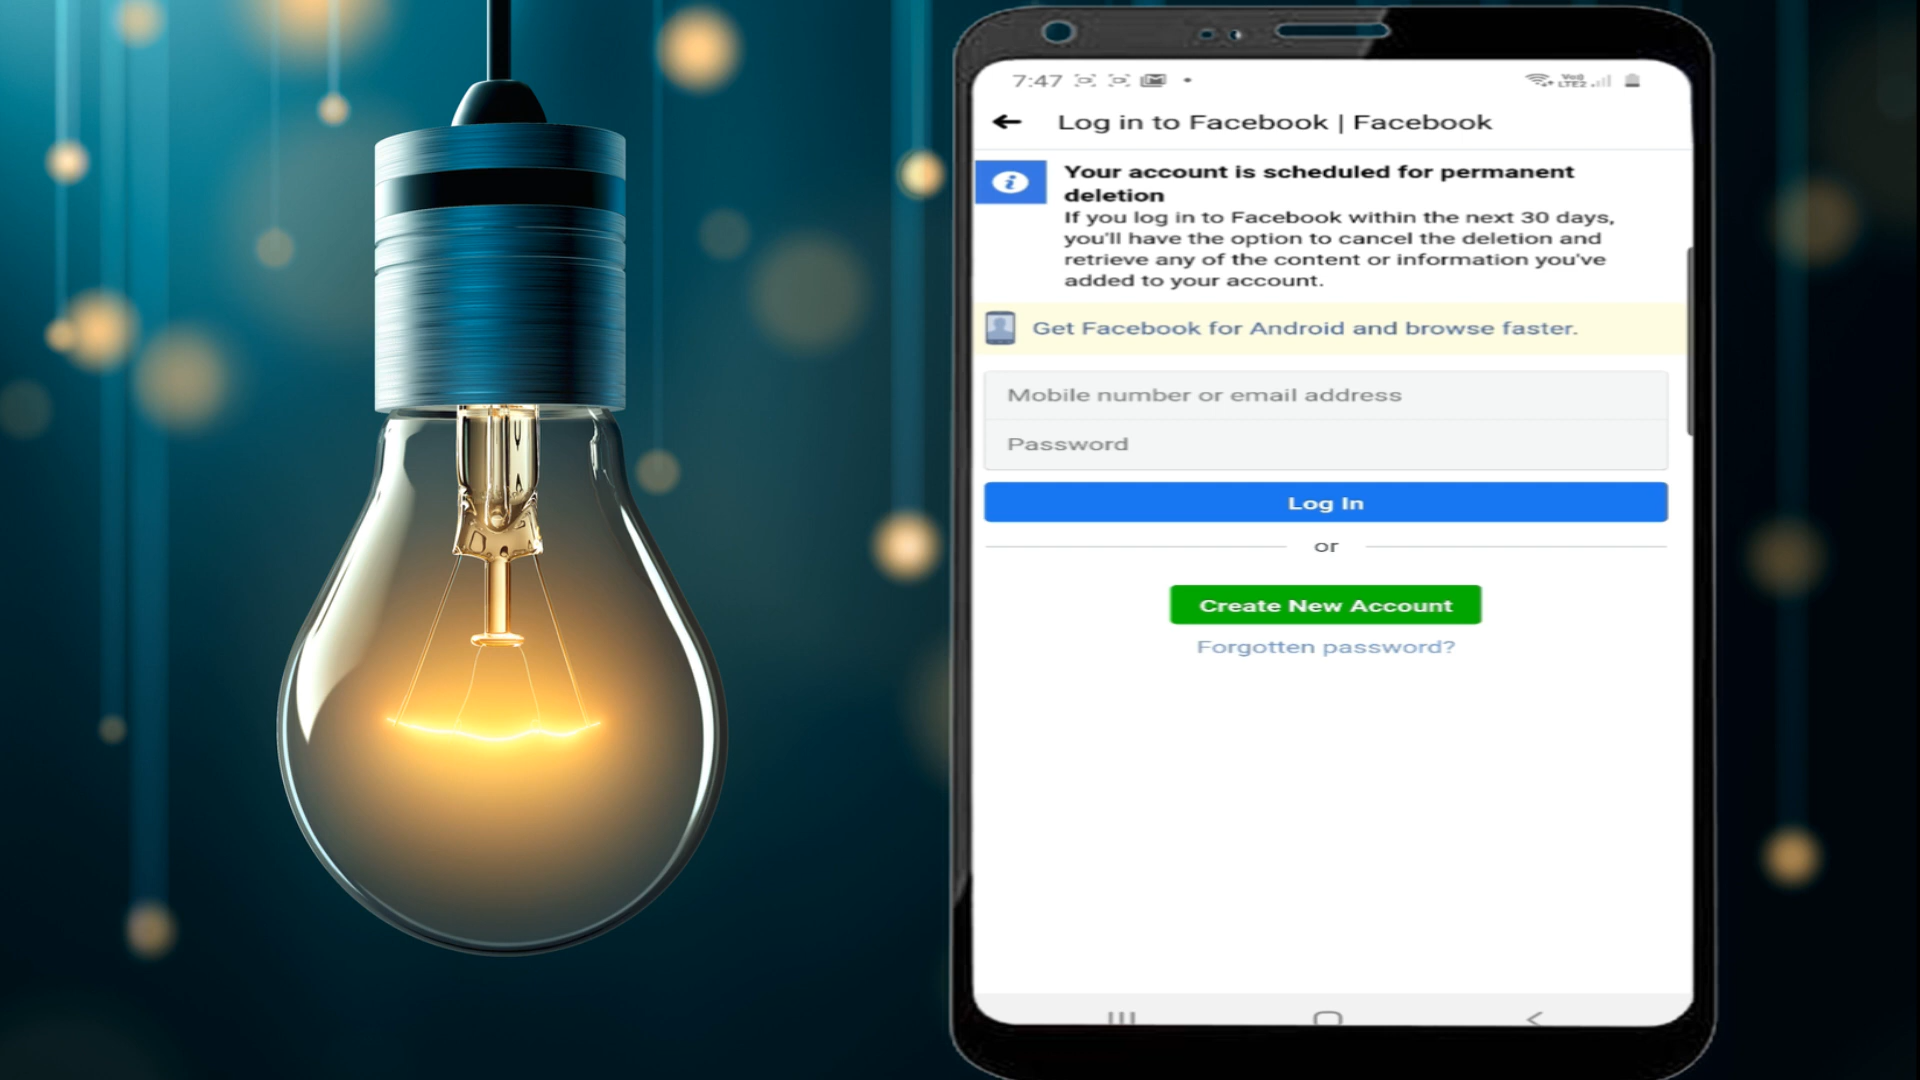 7:47
Log in to Facebook | Facebook
Your account is scheduled for permanent
deletion
If you log in to Facebook within the next 30 days,
you'll have the option to cancel the deletion and
retrieve any of the content or information you've
added to your account.
Get Facebook for Android and browse faster.
Mobile number or email address
Password
Log In
or
Create New Account
Forgotten password?